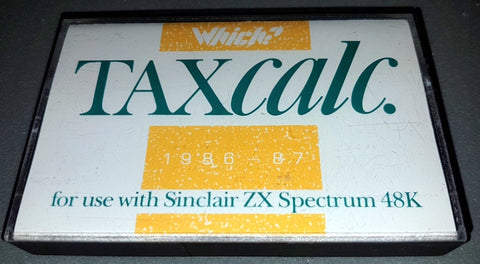 Which?
TAXcalc.
1986-87
for use with Sinclair ZX Spectrum 48K